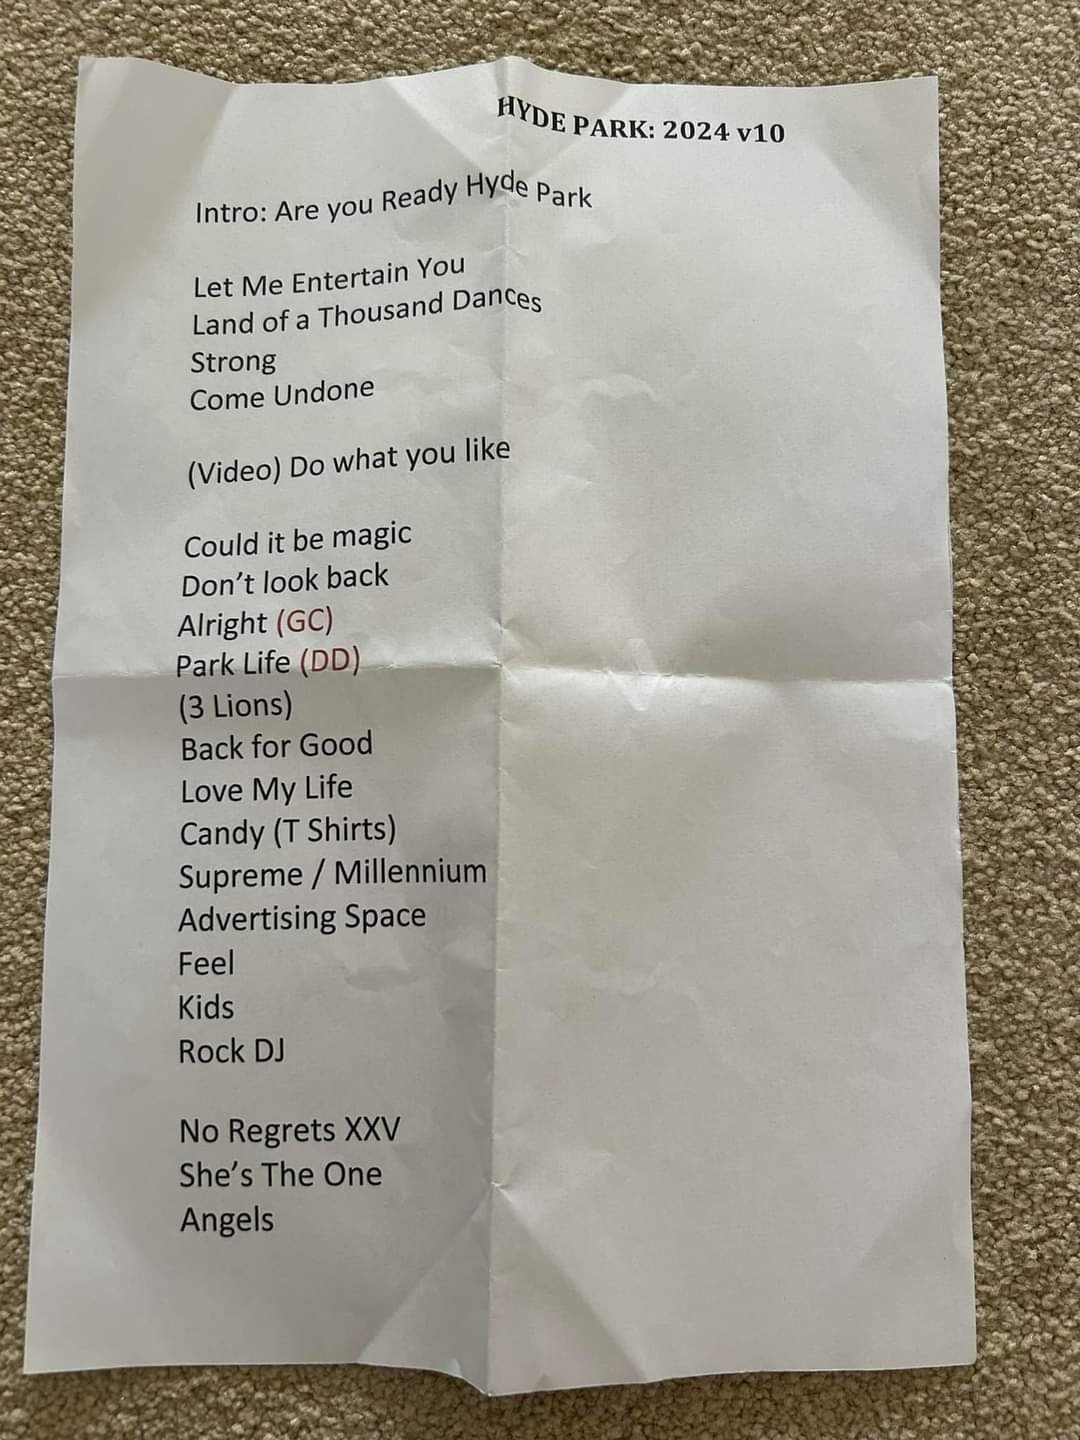 HYDE PARK: 2024 v10
Intro: Are you Ready Hyde Park
Let Me Entertain You
Land of a Thousand Dances
Strong
Come Undone
(Video) Do what you like
Could it be magic
Don't look back
Alright (GC)
Park Life (DD)
(3 Lions)
Back for Good
Love My Life
Candy (T Shirts)
Supreme / Millennium
Advertising Space
Feel
Kids
Rock DJ
No Regrets XXV
She's The One
Angels